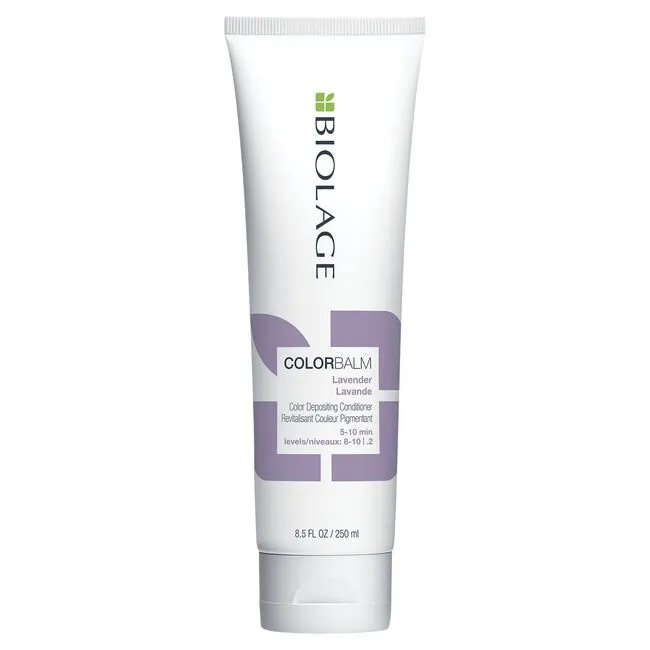 BIOLAGE
COLORBALM
Lavender
Lavande
Color Depositing Conditioner
Revitalisant Couleur Pigmentant
5-10 min
levels/niveaux: 8-10 | .2
8.5 FL OZ / 250 ml